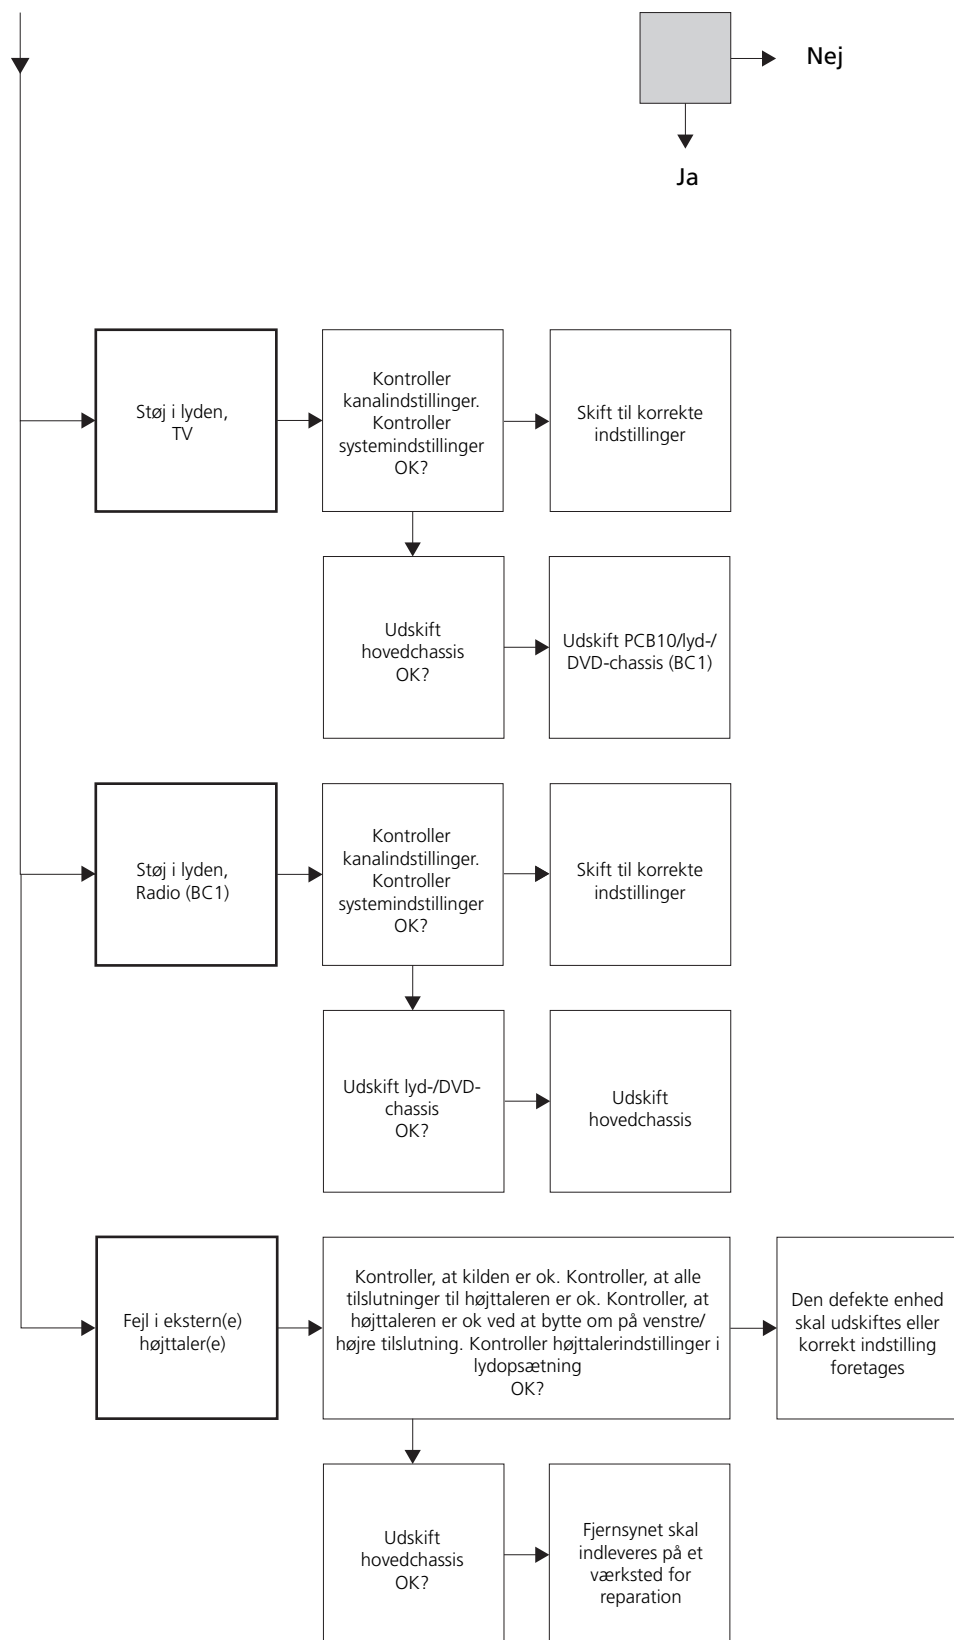 Nej
Ja
Støj i lyden,
TV
Kontroller
kanalindstillinger.
Kontroller
systemindstillinger
OK?
Skift til korrekte
indstillinger
Udskift
hovedchassis
OK?
Udskift PCB10/lyd-/
DVD-chassis (BC1)
Støj i lyden,
Radio (BC1)
Kontroller
kanalindstillinger.
Kontroller
systemindstillinger
OK?
Skift til korrekte
indstillinger
Udskift lyd-/DVD-
chassis
OK?
Udskift
hovedchassis
Fejl i ekstern(e)
højttaler(e)
Kontroller, at kilden er ok. Kontroller, at alle
tilslutninger til højttaleren er ok. Kontroller, at
højttaleren er ok ved at bytte om på venstre/
højre tilslutning. Kontroller højttalerindstillinger i
lydopsætning
OK?
Den defekte enhed
skal udskiftes eller
korrekt indstilling
foretages
Udskift
hovedchassis
OK?
Fjernsynet skal
indleveres på et
værksted for
reparation